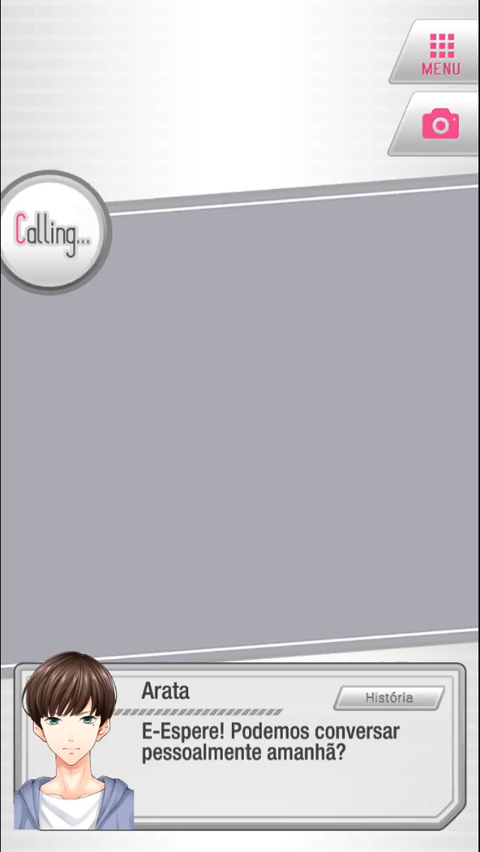 MENU
Calling...
Arata
História
E-Espere! Podemos conversar
pessoalmente amanhã?